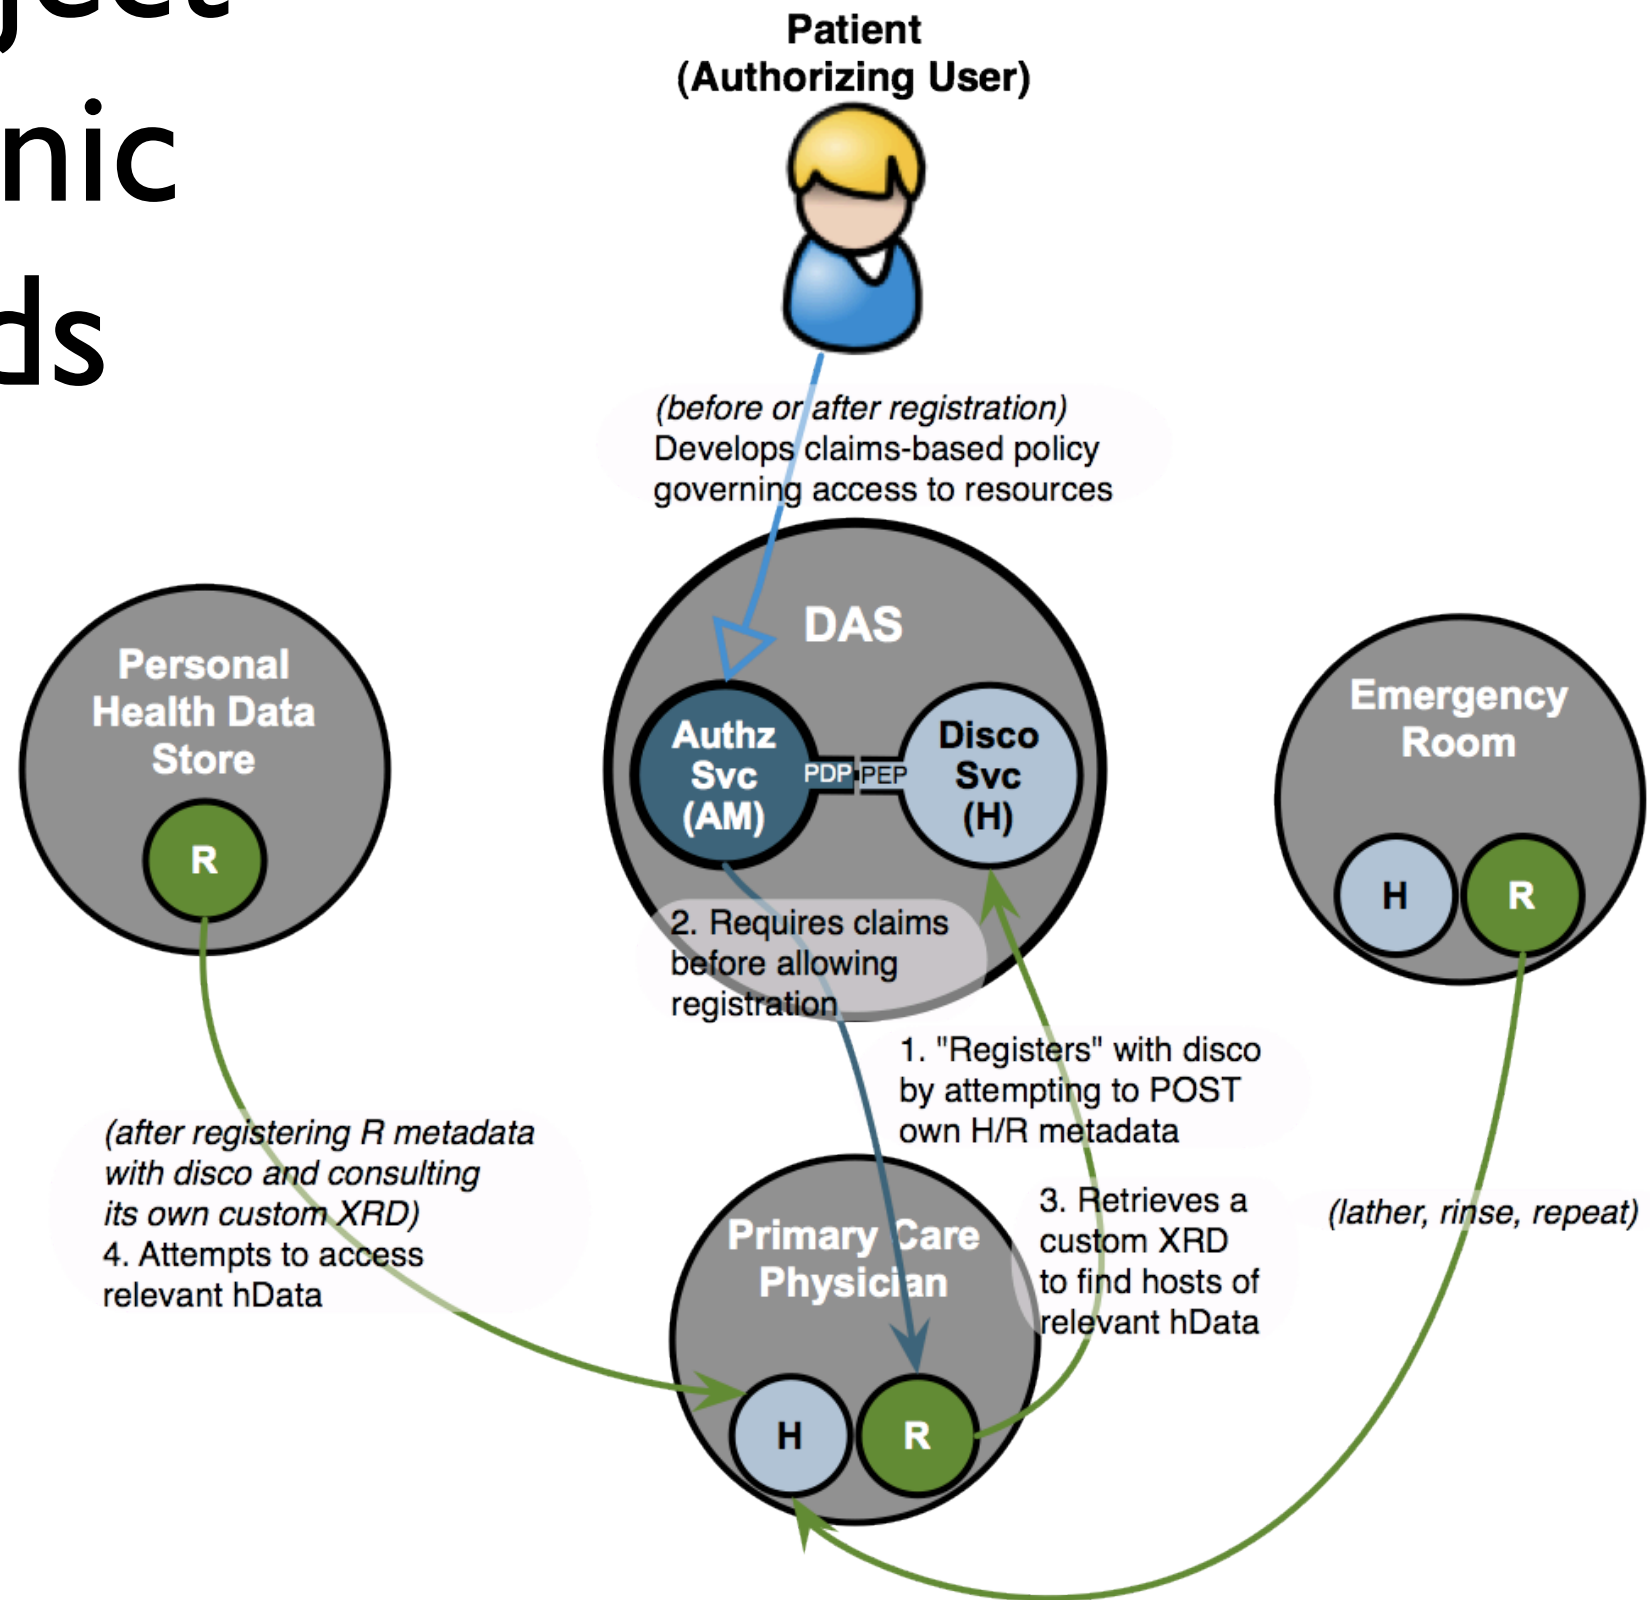 ject
nic
ds
Patient
(Authorizing User)
(before or after registration)
Develops claims-based policy
governing access to resources
DAS
Personal
Health Data
Store
R
Authz
Svc
(AM)
PDP
PEP
Disco
Svc
(H)
Emergency
Room
H
R
2. Requires claims
before allowing
registration
1. "Registers" with disco
by attempting to POST
own H/R metadata
(after registering R metadata
with disco and consulting
its own custom XRD)
4. Attempts to access
relevant hData
3. Retrieves a
custom XRD
to find hosts of
relevant hData
(lather, rinse, repeat)
Primary Care
Physician
H
R